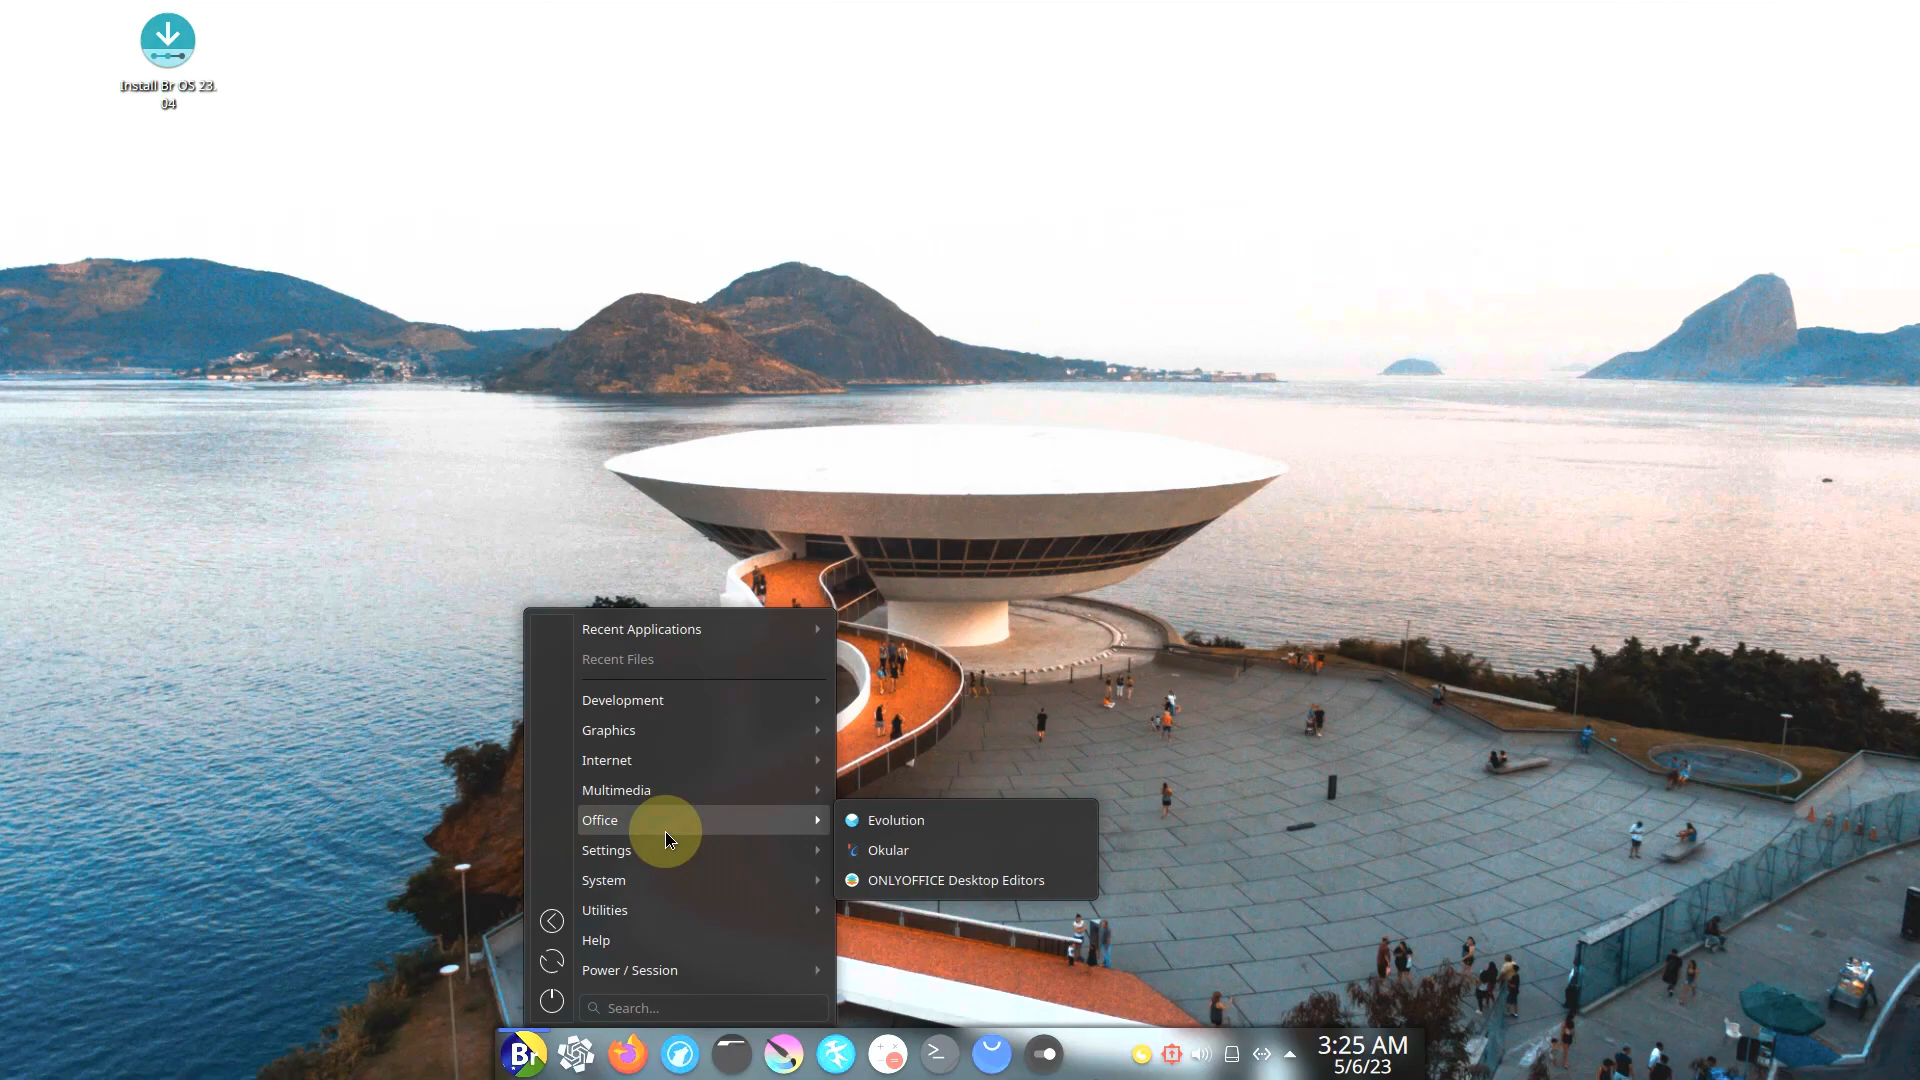 Install Br OS 23.
04
Recent Applications
Recent Files
Development
Graphics
Internet
Multimedia
Office
Settings
System
Utilities
Help
Power / Session
Search...
Evolution
Okular
ONLYOFFICE Desktop Editors
Br
3:25 AM
5/6/23